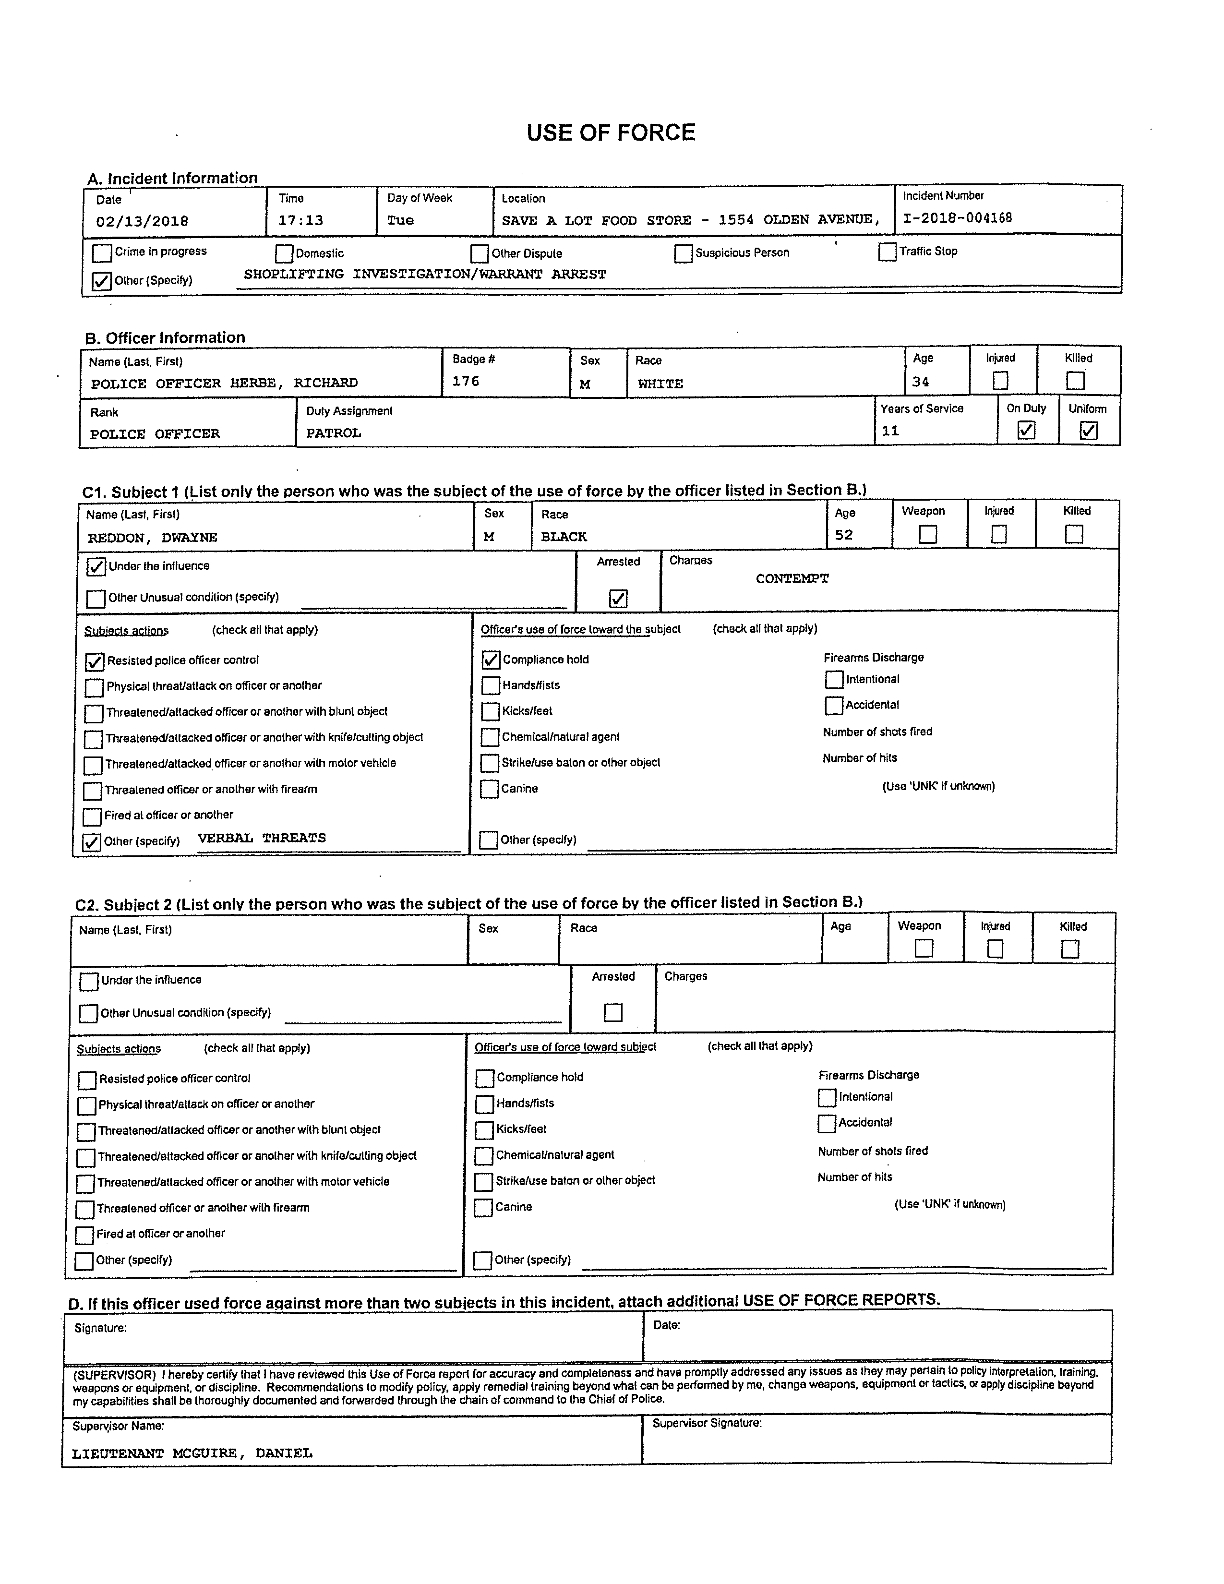 USE OF FORCE
A. Incident Information
Date Time Day of Week Location Incident Number
02/13/2018 17:13 Tue SAVE A LOT FOOD STORE - 1554 OLDEN AVENUE, I-2018-004168
Crime in progress Domestic Other Dispute Suspicious Person Traffic Stop
Other (Specify) SHOPLIFTING INVESTIGATION/WARRANT ARREST
B. Officer Information
Name (Last, First) Badge # Sex Race Age Injured Killed
POLICE OFFICER HERBE, RICHARD 176 M WHITE 34
Rank Duty Assignment Years of Service On Duty Uniform
POLICE OFFICER PATROL 11
C1. Subject 1 (List only the person who was the subject of the use of force by the officer listed in Section B.)
Name (Last, First) Sex Race Age Weapon Injured Killed
REDDON, DWAYNE M BLACK 52
Under the influence Arrested Charges
CONTEMPT
Other Unusual condition (specify)
Subjects actions (check all that apply) Officer's use of force toward the subject (check all that apply)
Resisted police officer control Compliance hold Firearms Discharge
Physical threat/attack on officer or another Hands/fists Intentional
Threatened/attacked officer or another with blunt object Kicks/feet Accidental
Threatened/attacked officer or another with knife/cutting object Chemical/natural agent Number of shots fired
Threatened/attacked officer or another with motor vehicle Strike/use baton or other object Number of hits
Threatened officer or another with firearm Canine (Use 'UNK' if unknown)
Fired at officer or another
Other (specify) VERBAL THREATS Other (specify)
C2. Subject 2 (List only the person who was the subject of the use of force by the officer listed in Section B.)
Name (Last, First) Sex Race Age Weapon Injured Killed
Under the influence Arrested Charges
Other Unusual condition (specify)
Subjects actions (check all that apply) Officer's use of force toward subject (check all that apply)
Resisted police officer control Compliance hold Firearms Discharge
Physical threat/attack on officer or another Hands/fists Intentional
Threatened/attacked officer or another with blunt object Kicks/feet Accidental
Threatened/attacked officer or another with knife/cutting object Chemical/natural agent Number of shots fired
Threatened/attacked officer or another with motor vehicle Strike/use baton or other object Number of hits
Threatened officer or another with firearm Canine (Use 'UNK' if unknown)
Fired at officer or another
Other (specify) Other (specify)
D. If this officer used force against more than two subjects in this incident, attach additional USE OF FORCE REPORTS.
Signature: Date:
(SUPERVISOR) I hereby certify that I have reviewed this Use of Force report for accuracy and completeness and have promptly addressed any issues as they may pertain to policy interpretation, training,
weapons or equipment, or discipline. Recommendations to modify policy, apply remedial training beyond what can be performed by me, change weapons, equipment or tactics, or apply discipline beyond
my capabilities shall be thoroughly documented and forwarded through the chain of command to the Chief of Police.
Supervisor Name: Supervisor Signature:
LIEUTENANT MCGUIRE, DANIEL